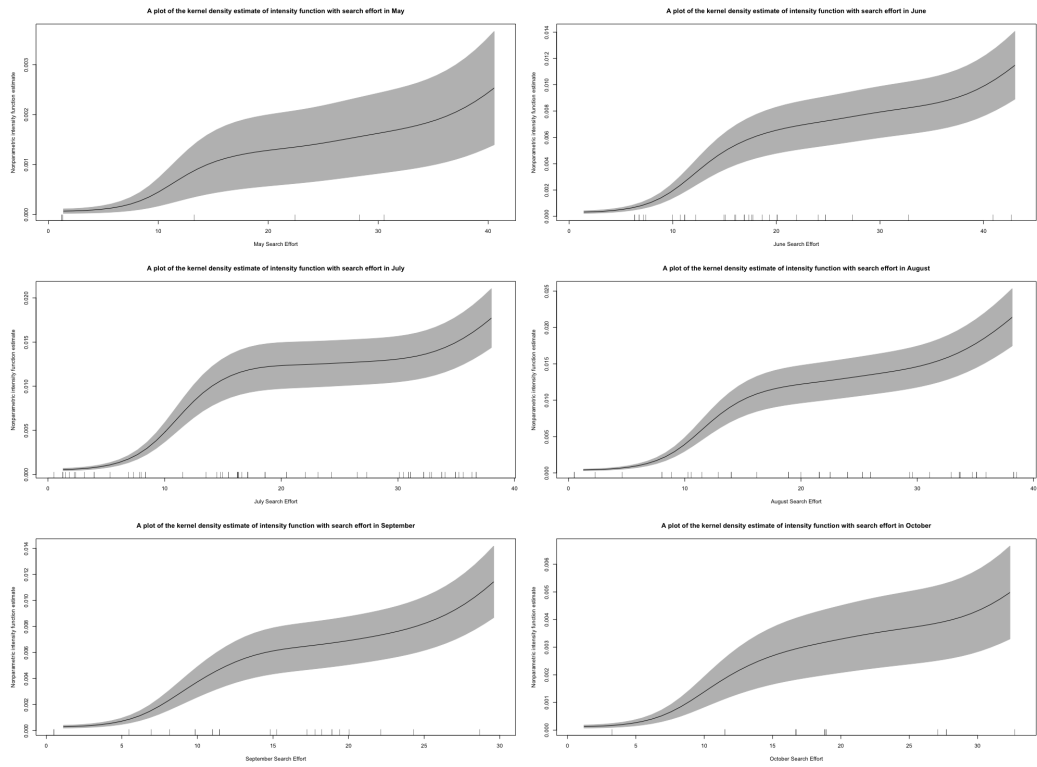 A plot of the kernel density estimate of intensity function with search effort in May
Nonparametric intensity function estimate
0.000
0.001
0.002
0.003
0 10 20 30 40
May Search Effort
A plot of the kernel density estimate of intensity function with search effort in June
Nonparametric intensity function estimate
0.000
0.002
0.004
0.006
0.008
0.010
0.012
0.014
0 10 20 30 40
June Search Effort
A plot of the kernel density estimate of intensity function with search effort in July
Nonparametric intensity function estimate
0.000
0.005
0.010
0.015
0.020
0 10 20 30 40
July Search Effort
A plot of the kernel density estimate of intensity function with search effort in August
Nonparametric intensity function estimate
0.000
0.005
0.010
0.015
0.020
0.025
0 10 20 30 40
August Search Effort
A plot of the kernel density estimate of intensity function with search effort in September
Nonparametric intensity function estimate
0.000
0.002
0.004
0.006
0.008
0.010
0.012
0.014
0 5 10 15 20 25 30
September Search Effort
A plot of the kernel density estimate of intensity function with search effort in October
Nonparametric intensity function estimate
0.000
0.001
0.002
0.003
0.004
0.005
0.006
0 5 10 15 20 25 30
October Search Effort